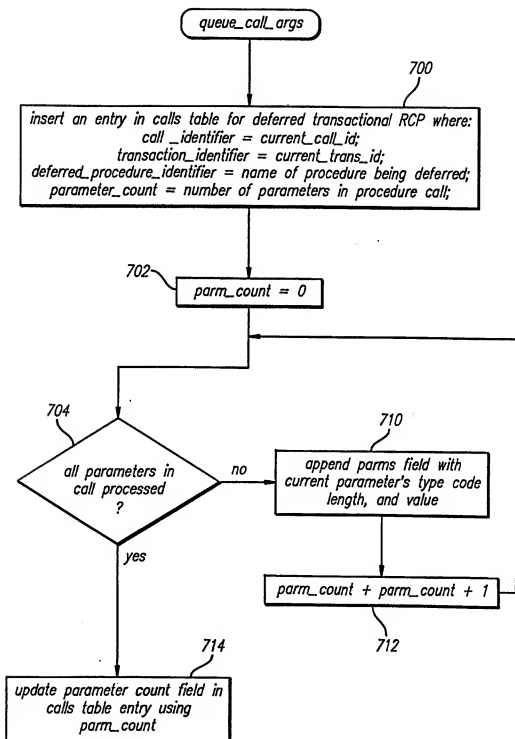 queue_call_args
700
insert an entry in calls table for deferred transactional RCP where:
call _identifier = current_call_id;
transaction_identifier = current_trans_id;
deferred_procedure_identifier = name of procedure being deferred;
parameter_count = number of parameters in procedure call;
702
parm_count = 0
704
all parameters in
call processed
?
no
yes
710
append parms field with
current parameter's type code
length, and value
parm_count + parm_count + 1
712
714
update parameter count field in
calls table entry using
parm_count